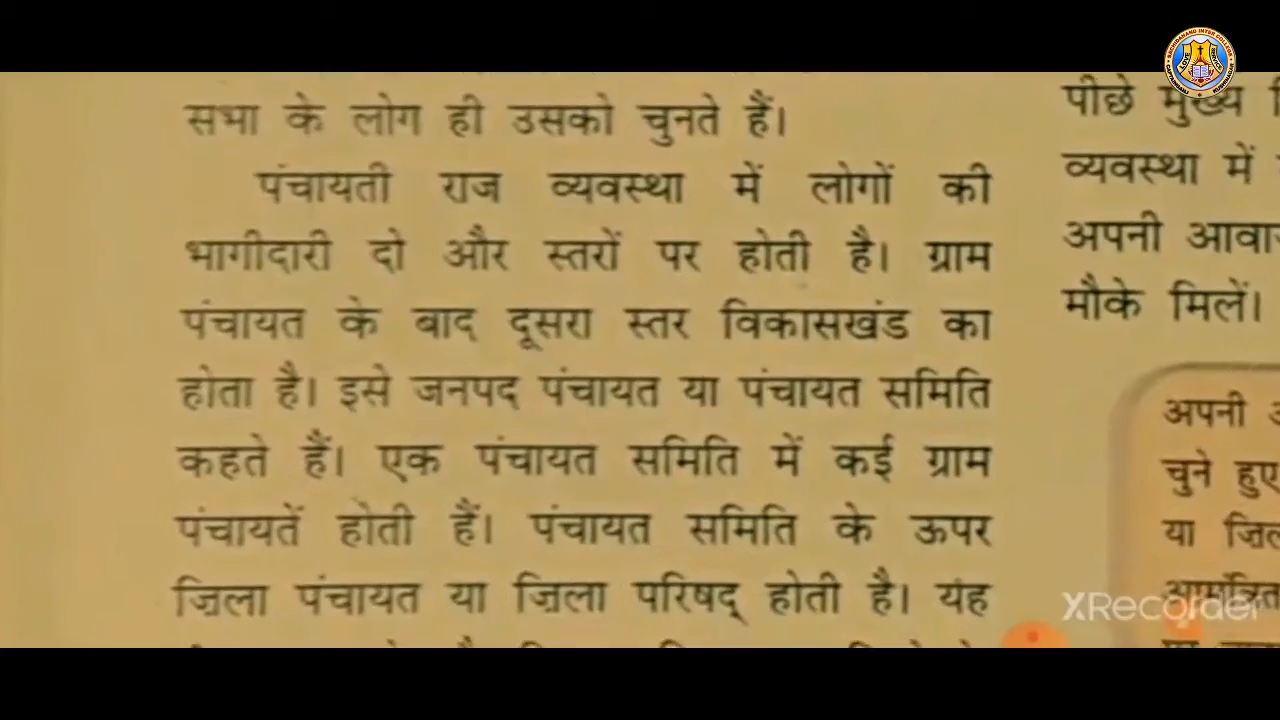 सभा के लोग ही उसको चुनते हैं।
पंचायती राज व्यवस्था में लोगों की
भागीदारी दो और स्तरों पर होती है। ग्राम
पंचायत के बाद दूसरा स्तर विकासखंड का
होता है। इसे जनपद पंचायत या पंचायत समिति
कहते हैं। एक पंचायत समिति में कई ग्राम
पंचायतें होती हैं। पंचायत समिति के ऊपर
ज़िला पंचायत या ज़िला परिषद् होती है। यह
पीछे मुख्य
व्यवस्था में
अपनी
मौके मिलें।
अपनी
चुने हुए
या
XRecorder